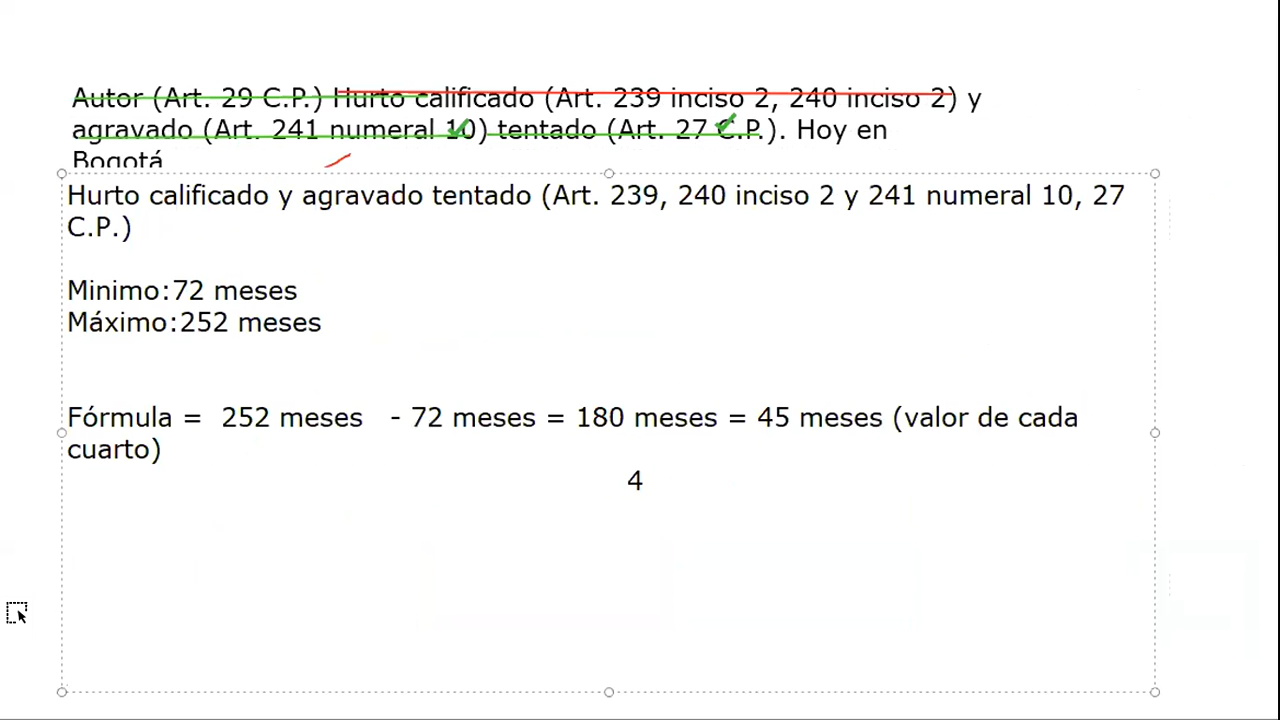 Autor (Art. 29 C.P.) Hurto calificado (Art. 239 inciso 2, 240 inciso 2) y
agravado (Art. 241 numeral 10) tentado (Art. 27 C.P.). Hoy en
Bogotá
Hurto calificado y agravado tentado (Art. 239, 240 inciso 2 y 241 numeral 10, 27
C.P.)
Minimo:72 meses
Máximo:252 meses
Fórmula = 252 meses - 72 meses = 180 meses = 45 meses (valor de cada
cuarto)
4